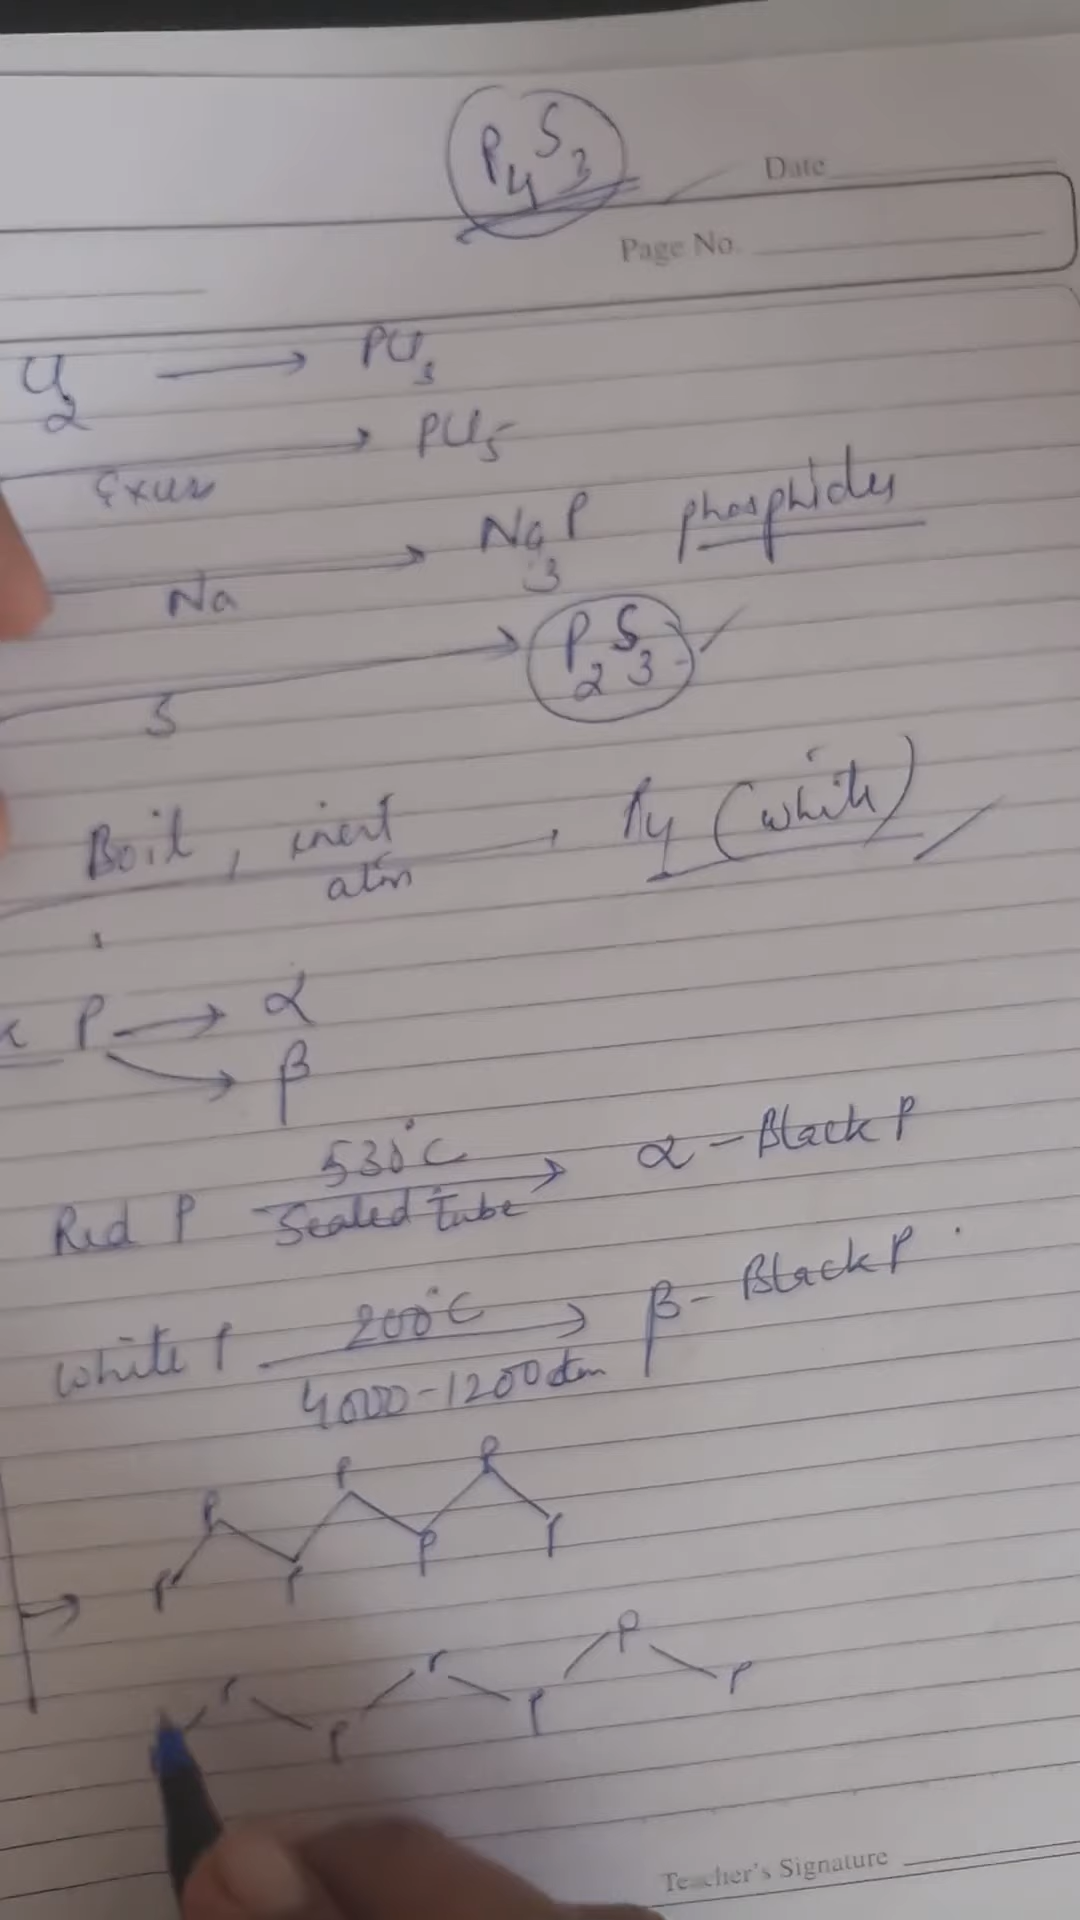 P4S3
Date
Page No.
Cl2 → PCl3
Excess → PCl5
Na → Na3P phosphides
S → P2S3
Boil, inert atm → P4 (white)
P → α
→ β
Red P 530°C Sealed tube → α - Black P
White P 200°C 4000-1200 atm → β - Black P.
P P P
P P P P
P P P
P P P
Teacher's Signature